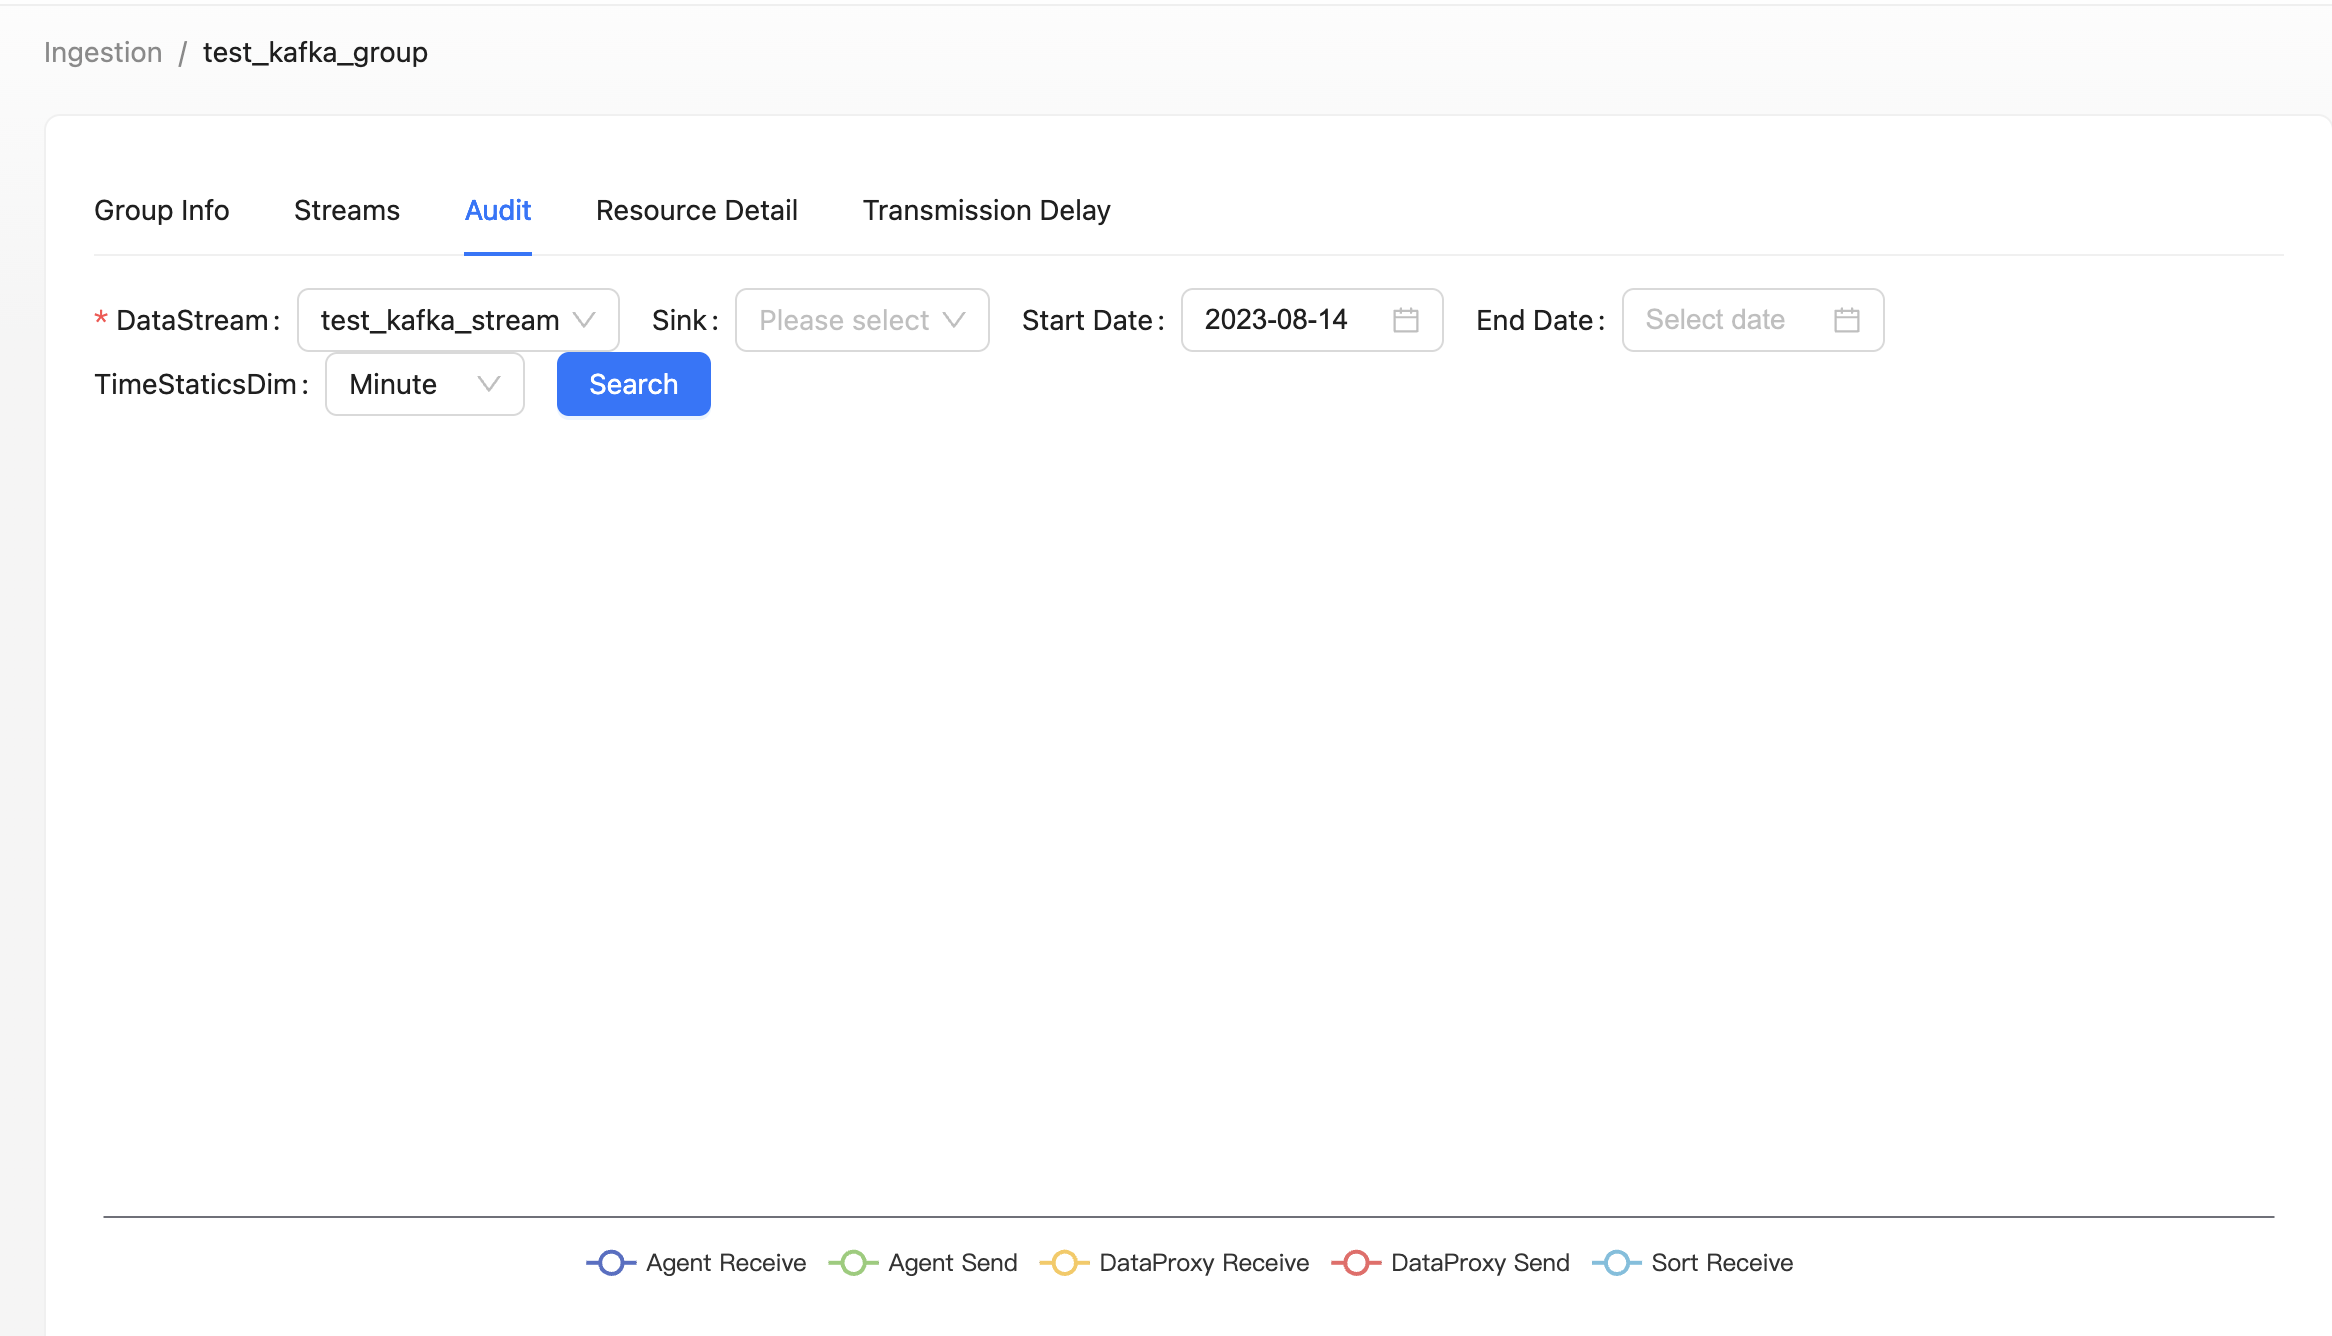 Ingestion / test_kafka_group
Group Info Streams Audit Resource Detail Transmission Delay
* DataStream: test_kafka_stream Sink: Please select Start Date: 2023-08-14 End Date: Select date
TimeStaticsDim: Minute Search
Agent Receive Agent Send DataProxy Receive DataProxy Send Sort Receive